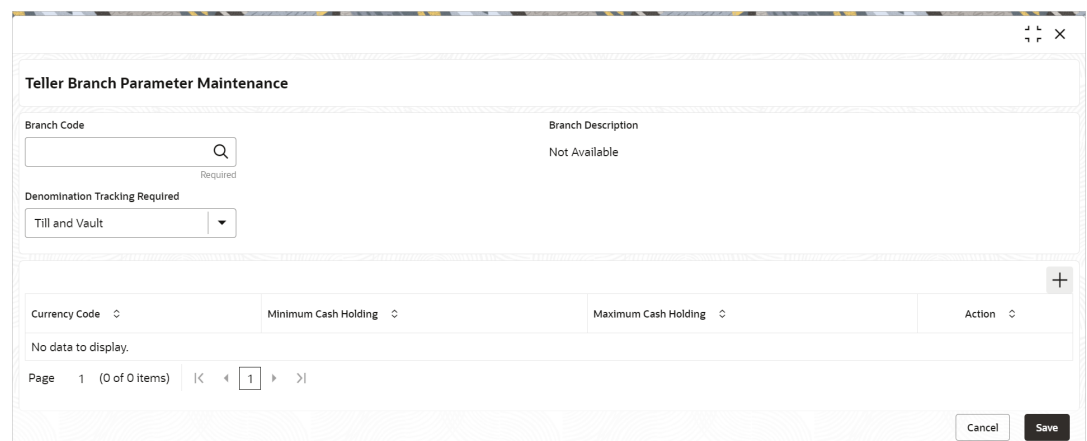 Teller Branch Parameter Maintenance
Branch Code
Branch Description
Not Available
Required
Denomination Tracking Required
Till and Vault
Currency Code Minimum Cash Holding Maximum Cash Holding Action
No data to display.
Page 1 (0 of 0 items) 1
Cancel Save